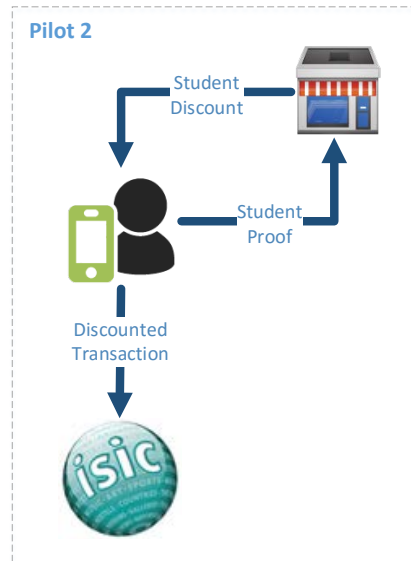 Pilot 2
Student
Discount
Student
Proof
Discounted
Transaction
isic